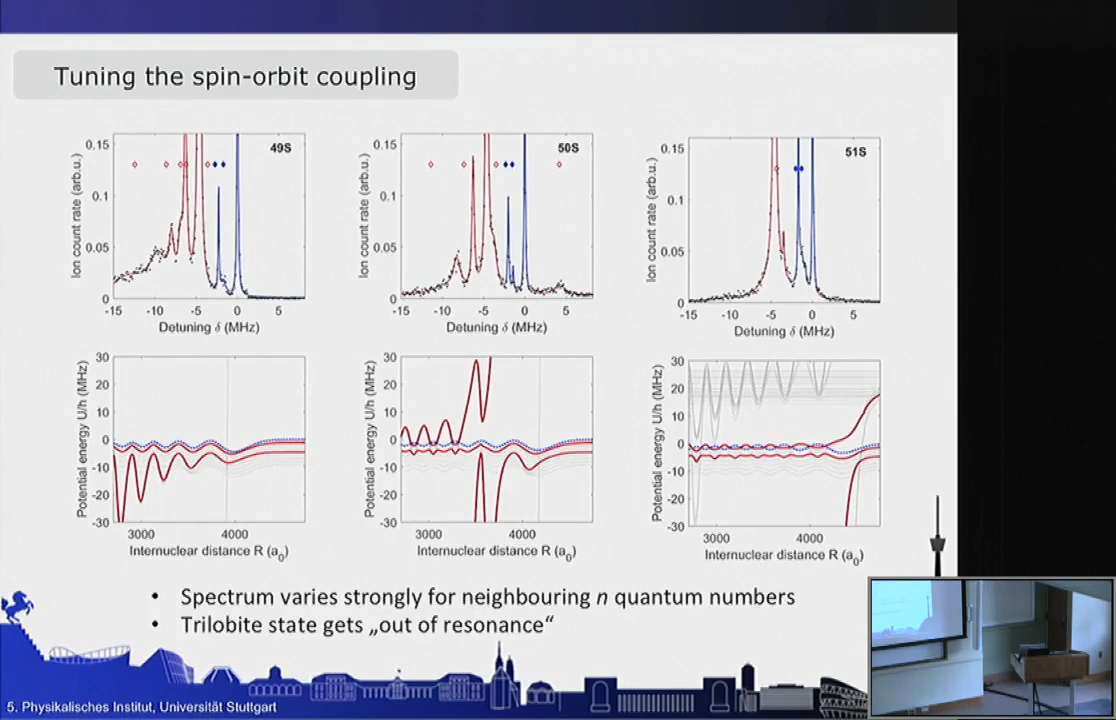 Tuning the spin-orbit coupling
49S
0.15
0.1
0.05
0
Ion count rate (arb.u.)
-15 -10 -5 0 5
Detuning δ (MHz)
50S
0.15
0.1
0.05
0
Ion count rate (arb.u.)
-15 -10 -5 0 5
Detuning δ (MHz)
51S
0.15
0.1
0.05
0
Ion count rate (arb.u.)
-15 -10 -5 0 5
Detuning δ (MHz)
30
20
10
0
-10
-20
-30
Potential energy U/h (MHz)
3000 4000
Internuclear distance R (a0)
30
20
10
0
-10
-20
-30
Potential energy U/h (MHz)
3000 4000
Internuclear distance R (a0)
30
20
10
0
-10
-20
-30
Potential energy U/h (MHz)
3000 4000
Internuclear distance R (a0)
• Spectrum varies strongly for neighbouring n quantum numbers
• Trilobite state gets „out of resonance“
5. Physikalisches Institut, Universität Stuttgart